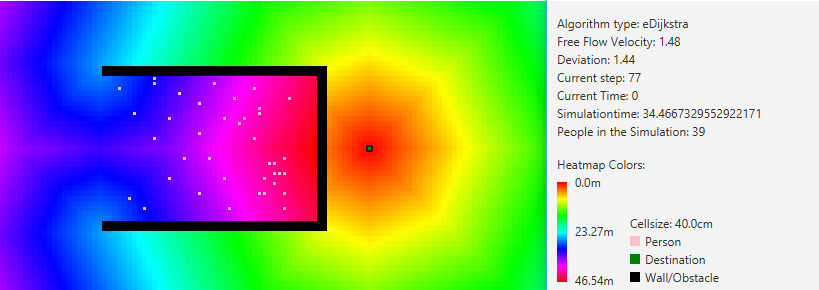 Algorithm type: eDijkstra
Free Flow Velocity: 1.48
Deviation: 1.44
Current step: 77
Current Time: 0
Simulationtime: 34.4667329552922171
People in the Simulation: 39
Heatmap Colors:
0.0m
23.27m
46.54m
Cellsize: 40.0cm
Person
Destination
Wall/Obstacle